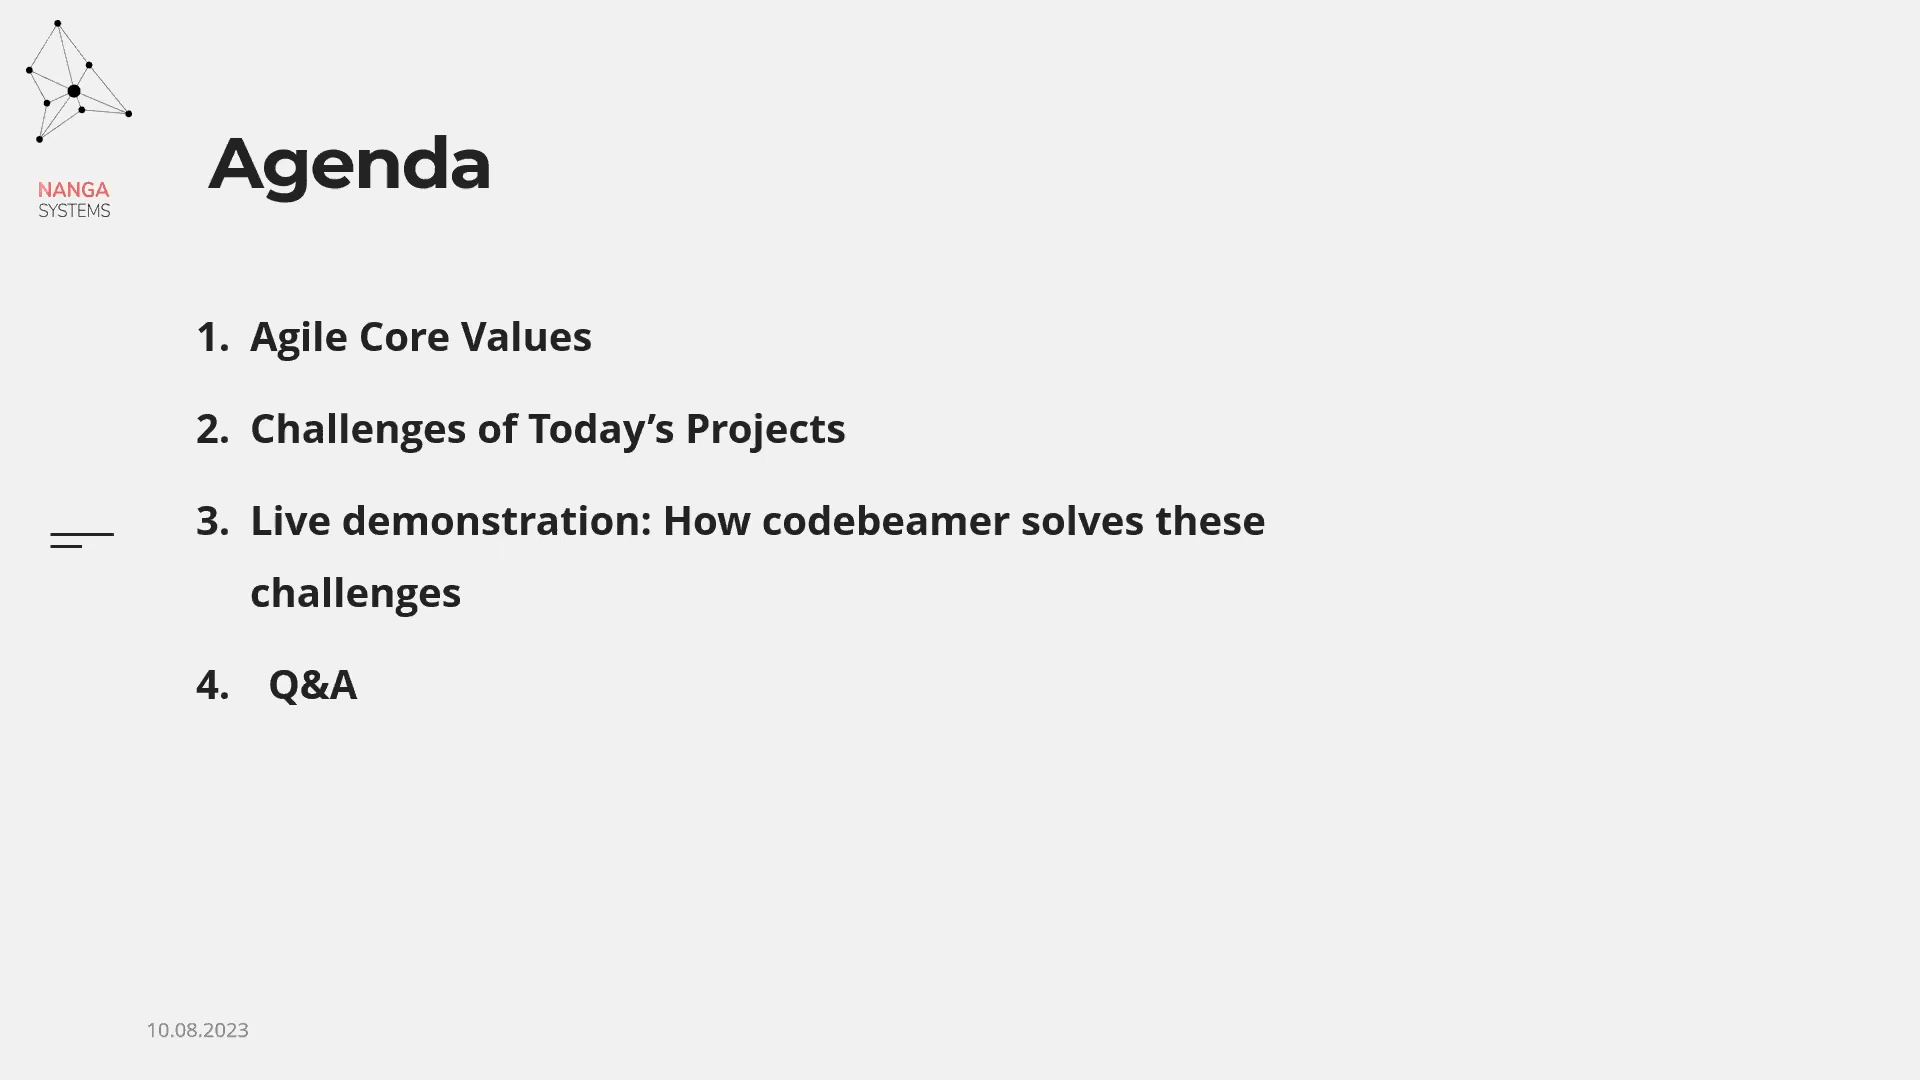 NANGA
SYSTEMS
Agenda
1. Agile Core Values
2. Challenges of Today’s Projects
3. Live demonstration: How codebeamer solves these
challenges
4. Q&A
10.08.2023